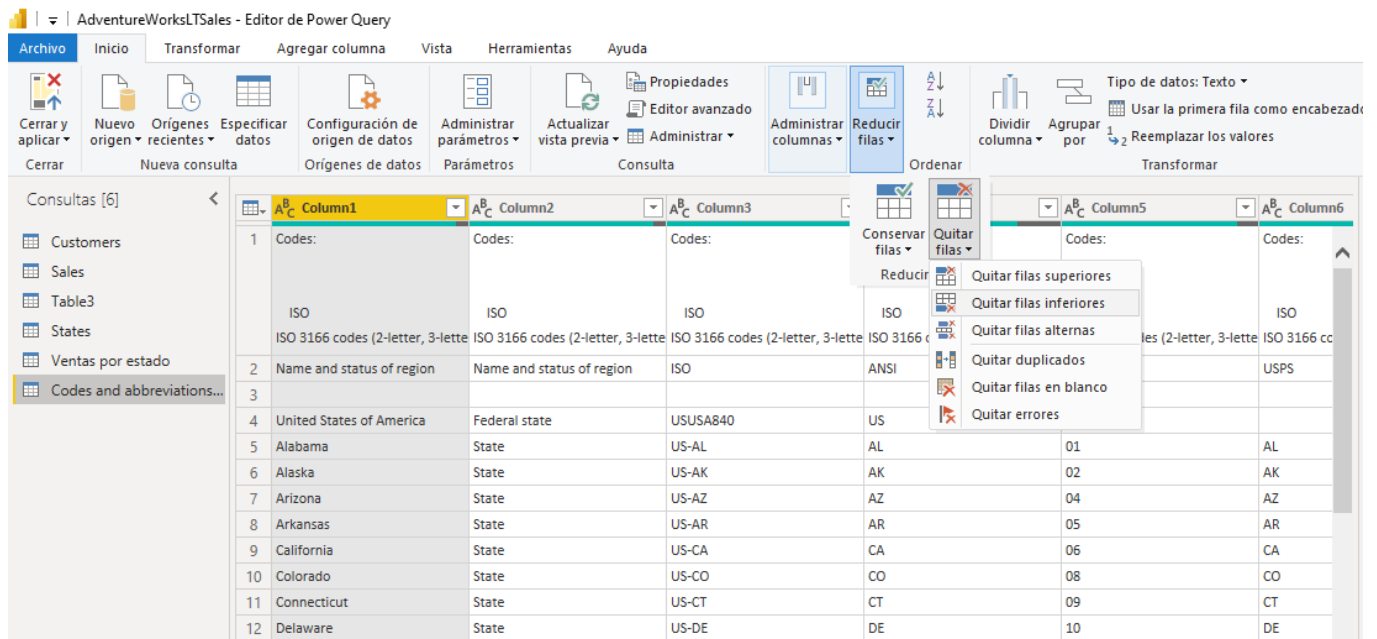 AdventureWorksLTSales - Editor de Power Query
Archivo Inicio Transformar Agregar columna Vista Herramientas Ayuda
Cerrar y aplicar
Nuevo origen
Orígenes recientes
Especificar datos
Configuración de origen de datos
Administrar parámetros
Actualizar vista previa
Propiedades
Editor avanzado
Administrar
Administrar columnas
Reducir filas
Dividir columna
Agrupar por
Tipo de datos: Texto
Usar la primera fila como encabezado
Reemplazar los valores
Cerrar Nueva consulta Orígenes de datos Parámetros Consulta Ordenar Transformar
Conservar filas
Quitar filas
Reducir
Quitar filas superiores
Quitar filas inferiores
Quitar filas alternas
Quitar duplicados
Quitar filas en blanco
Quitar errores
Consultas [6]
Customers
Sales
Table3
States
Ventas por estado
Codes and abbreviations...
Column1 Column2 Column3 Column5 Column6
1 Codes: Codes: Codes: Codes: Codes:
ISO ISO ISO ISO ISO
ISO 3166 codes (2-letter, 3-lette ISO 3166 codes (2-letter, 3-lette ISO 3166 codes (2-letter, 3-lette ISO 3166 les (2-letter, 3-lette ISO 3166 cc
2 Name and status of region Name and status of region ISO ANSI USPS
3
4 United States of America Federal state USUSA840 US
5 Alabama State US-AL AL 01 AL
6 Alaska State US-AK AK 02 AK
7 Arizona State US-AZ AZ 04 AZ
8 Arkansas State US-AR AR 05 AR
9 California State US-CA CA 06 CA
10 Colorado State US-CO CO 08 CO
11 Connecticut State US-CT CT 09 CT
12 Delaware State US-DE DE 10 DE